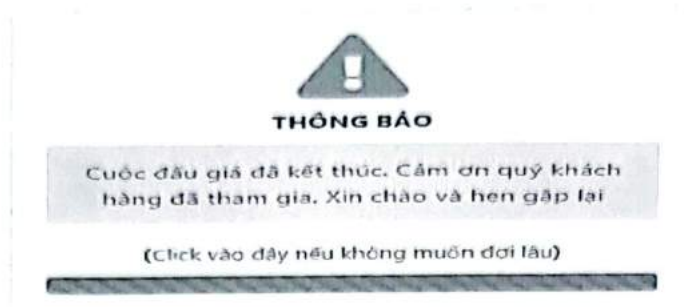 THÔNG BÁO
Cuộc đấu giá đã kết thúc. Cảm ơn quý khách
hàng đã tham gia. Xin chào và hẹn gặp lại
(Click vào đây nếu không muốn đợi lâu)